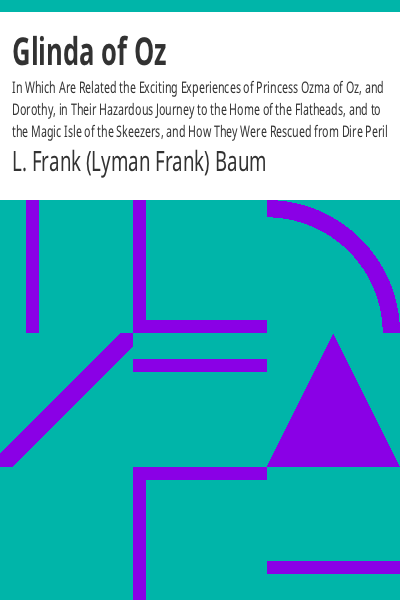 Glinda of Oz
In Which Are Related the Exciting Experiences of Princess Ozma of Oz, and
Dorothy, in Their Hazardous Journey to the Home of the Flatheads, and to
the Magic Isle of the Skeezers, and How They Were Rescued from Dire Peril
L. Frank (Lyman Frank) Baum